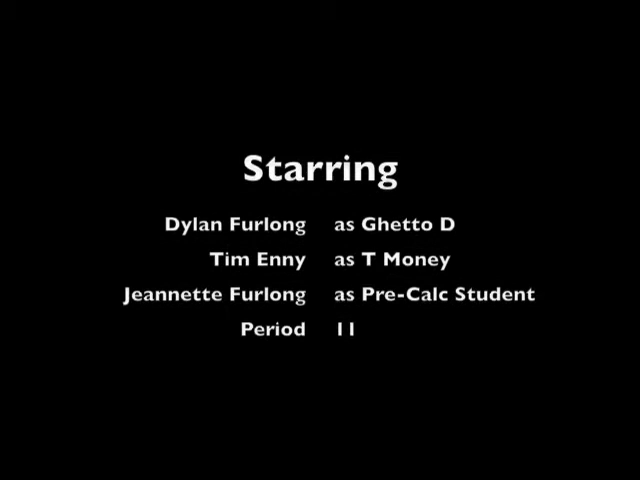 Starring
Dylan Furlong as Ghetto D
Tim Enny as T Money
Jeannette Furlong as Pre-Calc Student
Period 11